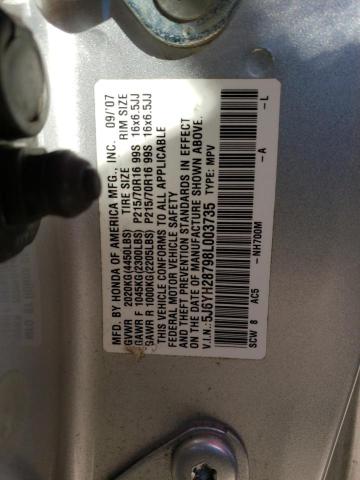 MFD. BY HONDA OF AMERICA MFG., INC. 09/'07
GVWR 2020KG(4450LBS) TIRE SIZE RIM SIZE
GAWR F 1045KG(2300LBS) P215/70R16 99S 16x6.5JJ
GAWR R 1000KG(2205LBS) P215/70R16 99S 16x6.5JJ
THIS VEHICLE CONFORMS TO ALL APPLICABLE
FEDERAL MOTOR VEHICLE SAFETY
AND THEFT PREVENTION STANDARDS IN EFFECT
ON THE DATE OF MANUFACTURE SHOWN ABOVE.
V.I.N.: 5J6YH28798L003735 TYPE: MPV
-NH700M -A -L
SCW 8 AC5